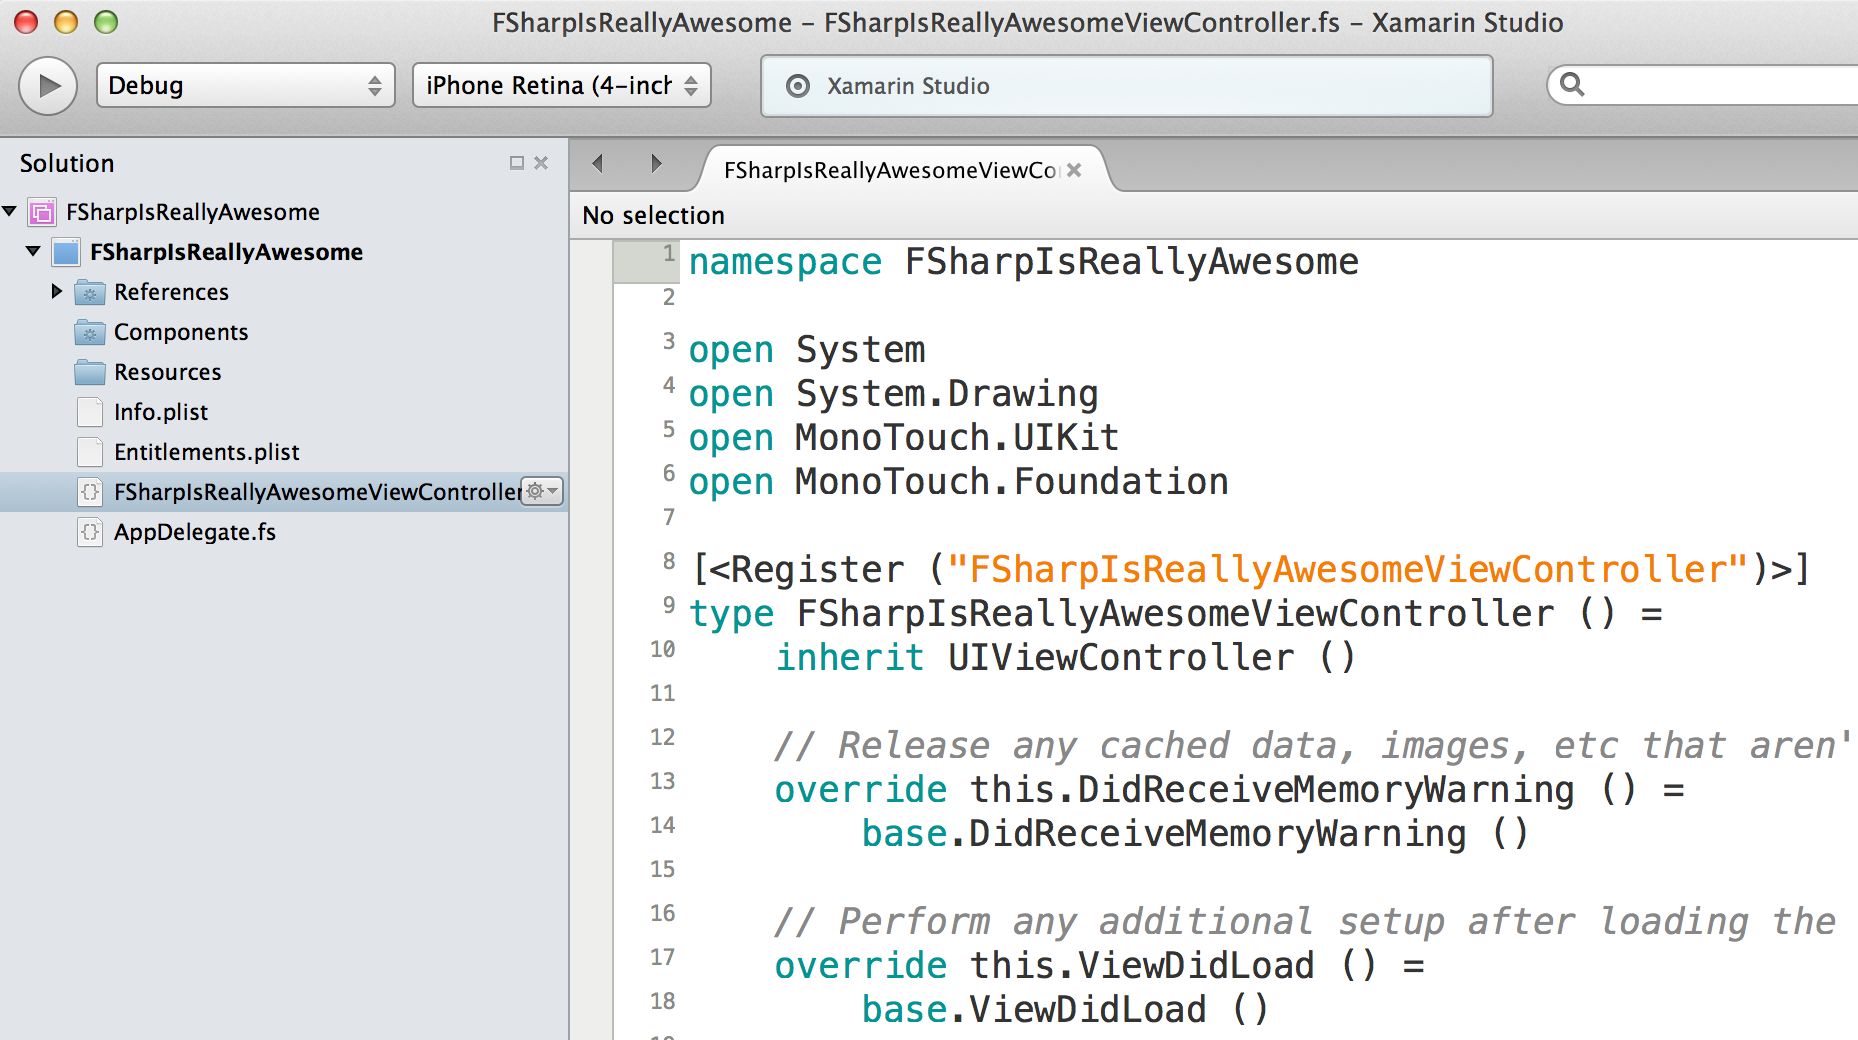 FSharpIsReallyAwesome – FSharpIsReallyAwesomeViewController.fs – Xamarin Studio
Debug
iPhone Retina (4-inch
Xamarin Studio
Solution
FSharpIsReallyAwesome
FSharpIsReallyAwesome
References
Components
Resources
Info.plist
Entitlements.plist
FSharpIsReallyAwesomeViewController
AppDelegate.fs
FSharpIsReallyAwesomeViewCo
No selection
1 namespace FSharpIsReallyAwesome
2
3 open System
4 open System.Drawing
5 open MonoTouch.UIKit
6 open MonoTouch.Foundation
7
8 [<Register ("FSharpIsReallyAwesomeViewController")>]
9 type FSharpIsReallyAwesomeViewController () =
10 inherit UIViewController ()
11
12 // Release any cached data, images, etc that aren'
13 override this.DidReceiveMemoryWarning () =
14 base.DidReceiveMemoryWarning ()
15
16 // Perform any additional setup after loading the
17 override this.ViewDidLoad () =
18 base.ViewDidLoad ()